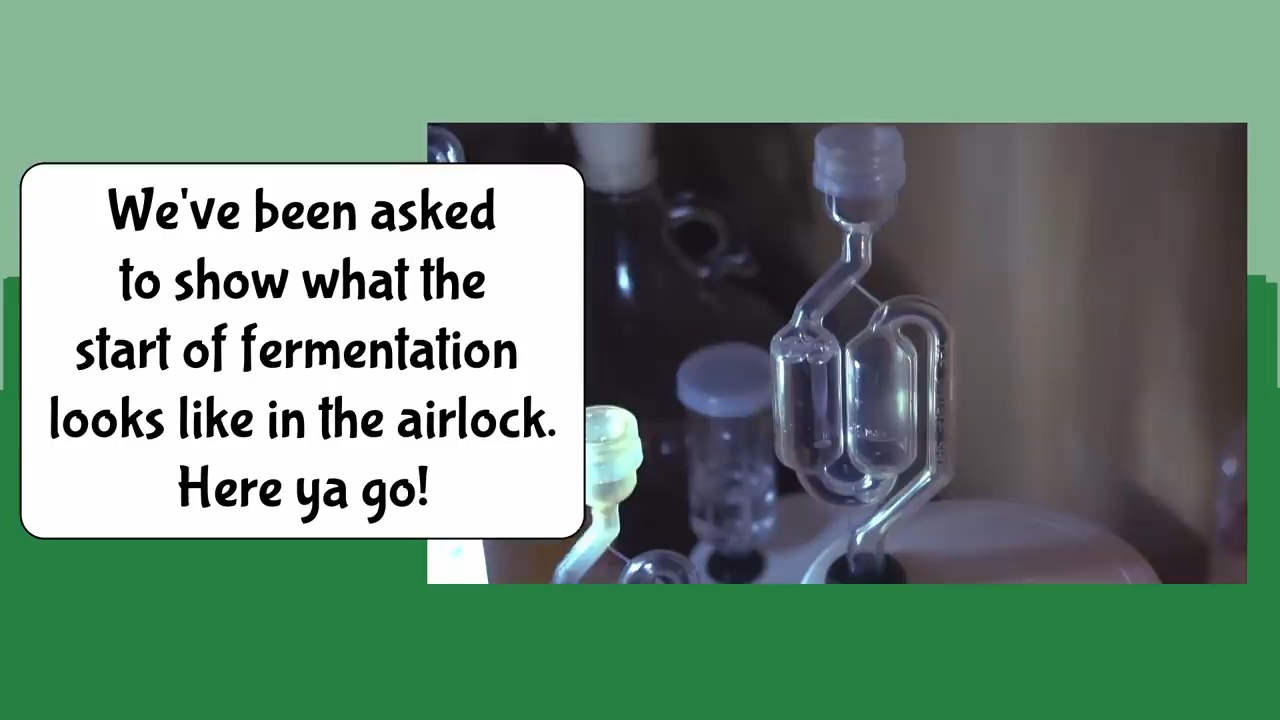 We've been asked
to show what the
start of fermentation
looks like in the airlock.
Here ya go!